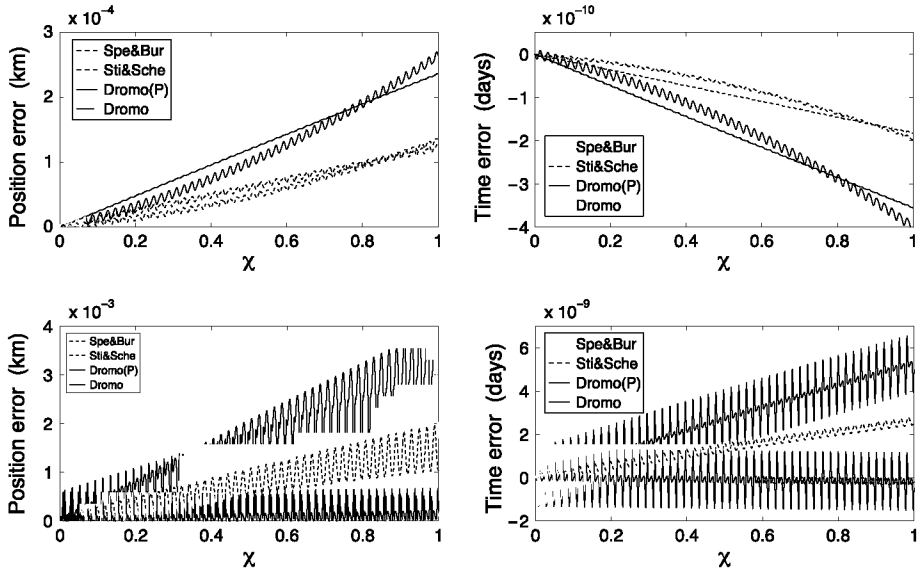 x 10⁻⁴
Position error (km)
3
2
1
0
Spe&Bur
Sti&Sche
Dromo(P)
Dromo
0 0.2 0.4 0.6 0.8 1
χ
x 10⁻¹⁰
Time error (days)
0
−1
−2
−3
−4
Spe&Bur
Sti&Sche
Dromo(P)
Dromo
0 0.2 0.4 0.6 0.8 1
χ
x 10⁻³
Position error (km)
4
3
2
1
0
Spe&Bur
Sti&Sche
Dromo(P)
Dromo
0 0.2 0.4 0.6 0.8 1
χ
x 10⁻⁹
Time error (days)
6
4
2
0
−2
Spe&Bur
Sti&Sche
Dromo(P)
Dromo
0 0.2 0.4 0.6 0.8 1
χ